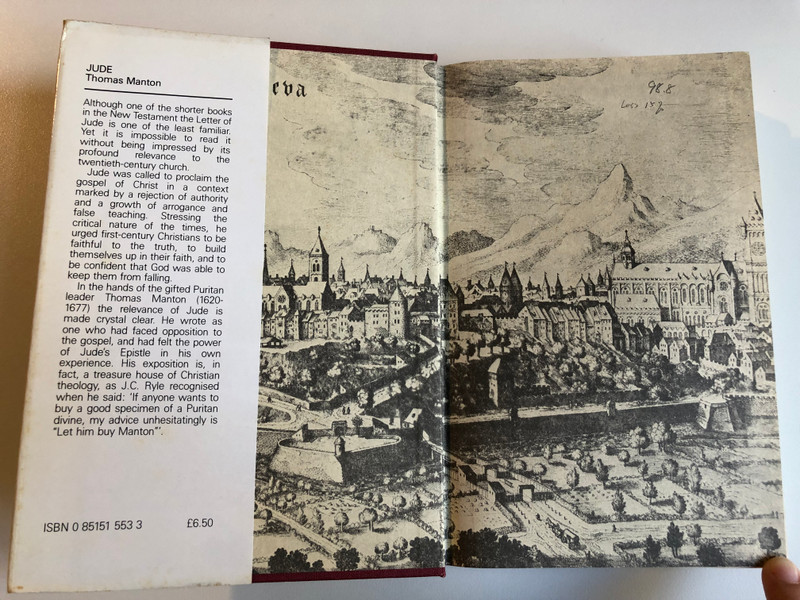 JUDE
Thomas Manton
Although one of the shorter books
in the New Testament the Letter of
Jude is one of the least familiar.
Yet it is impossible to read it
without being impressed by its
profound relevance to the
twentieth-century church.
Jude was called to proclaim the
gospel of Christ in a context
marked by a rejection of authority
and a growth of arrogance and
false teaching. Stressing the
critical nature of the times, he
urged first-century Christians to be
faithful to the truth, to build
themselves up in their faith, and to
be confident that God was able to
keep them from falling.
In the hands of the gifted Puritan
leader Thomas Manton (1620-
1677) the relevance of Jude is
made crystal clear. He wrote as
one who had faced opposition to
the gospel, and had felt the power
of Jude's Epistle in his own
experience. His exposition is, in
fact, a treasure house of Christian
theology, as J.C. Ryle recognised
when he said: 'If anyone wants to
buy a good specimen of a Puritan
divine, my advice unhesitatingly is
"Let him buy Manton"'.
ISBN 0 85151 553 3 £6.50
eva
98.8